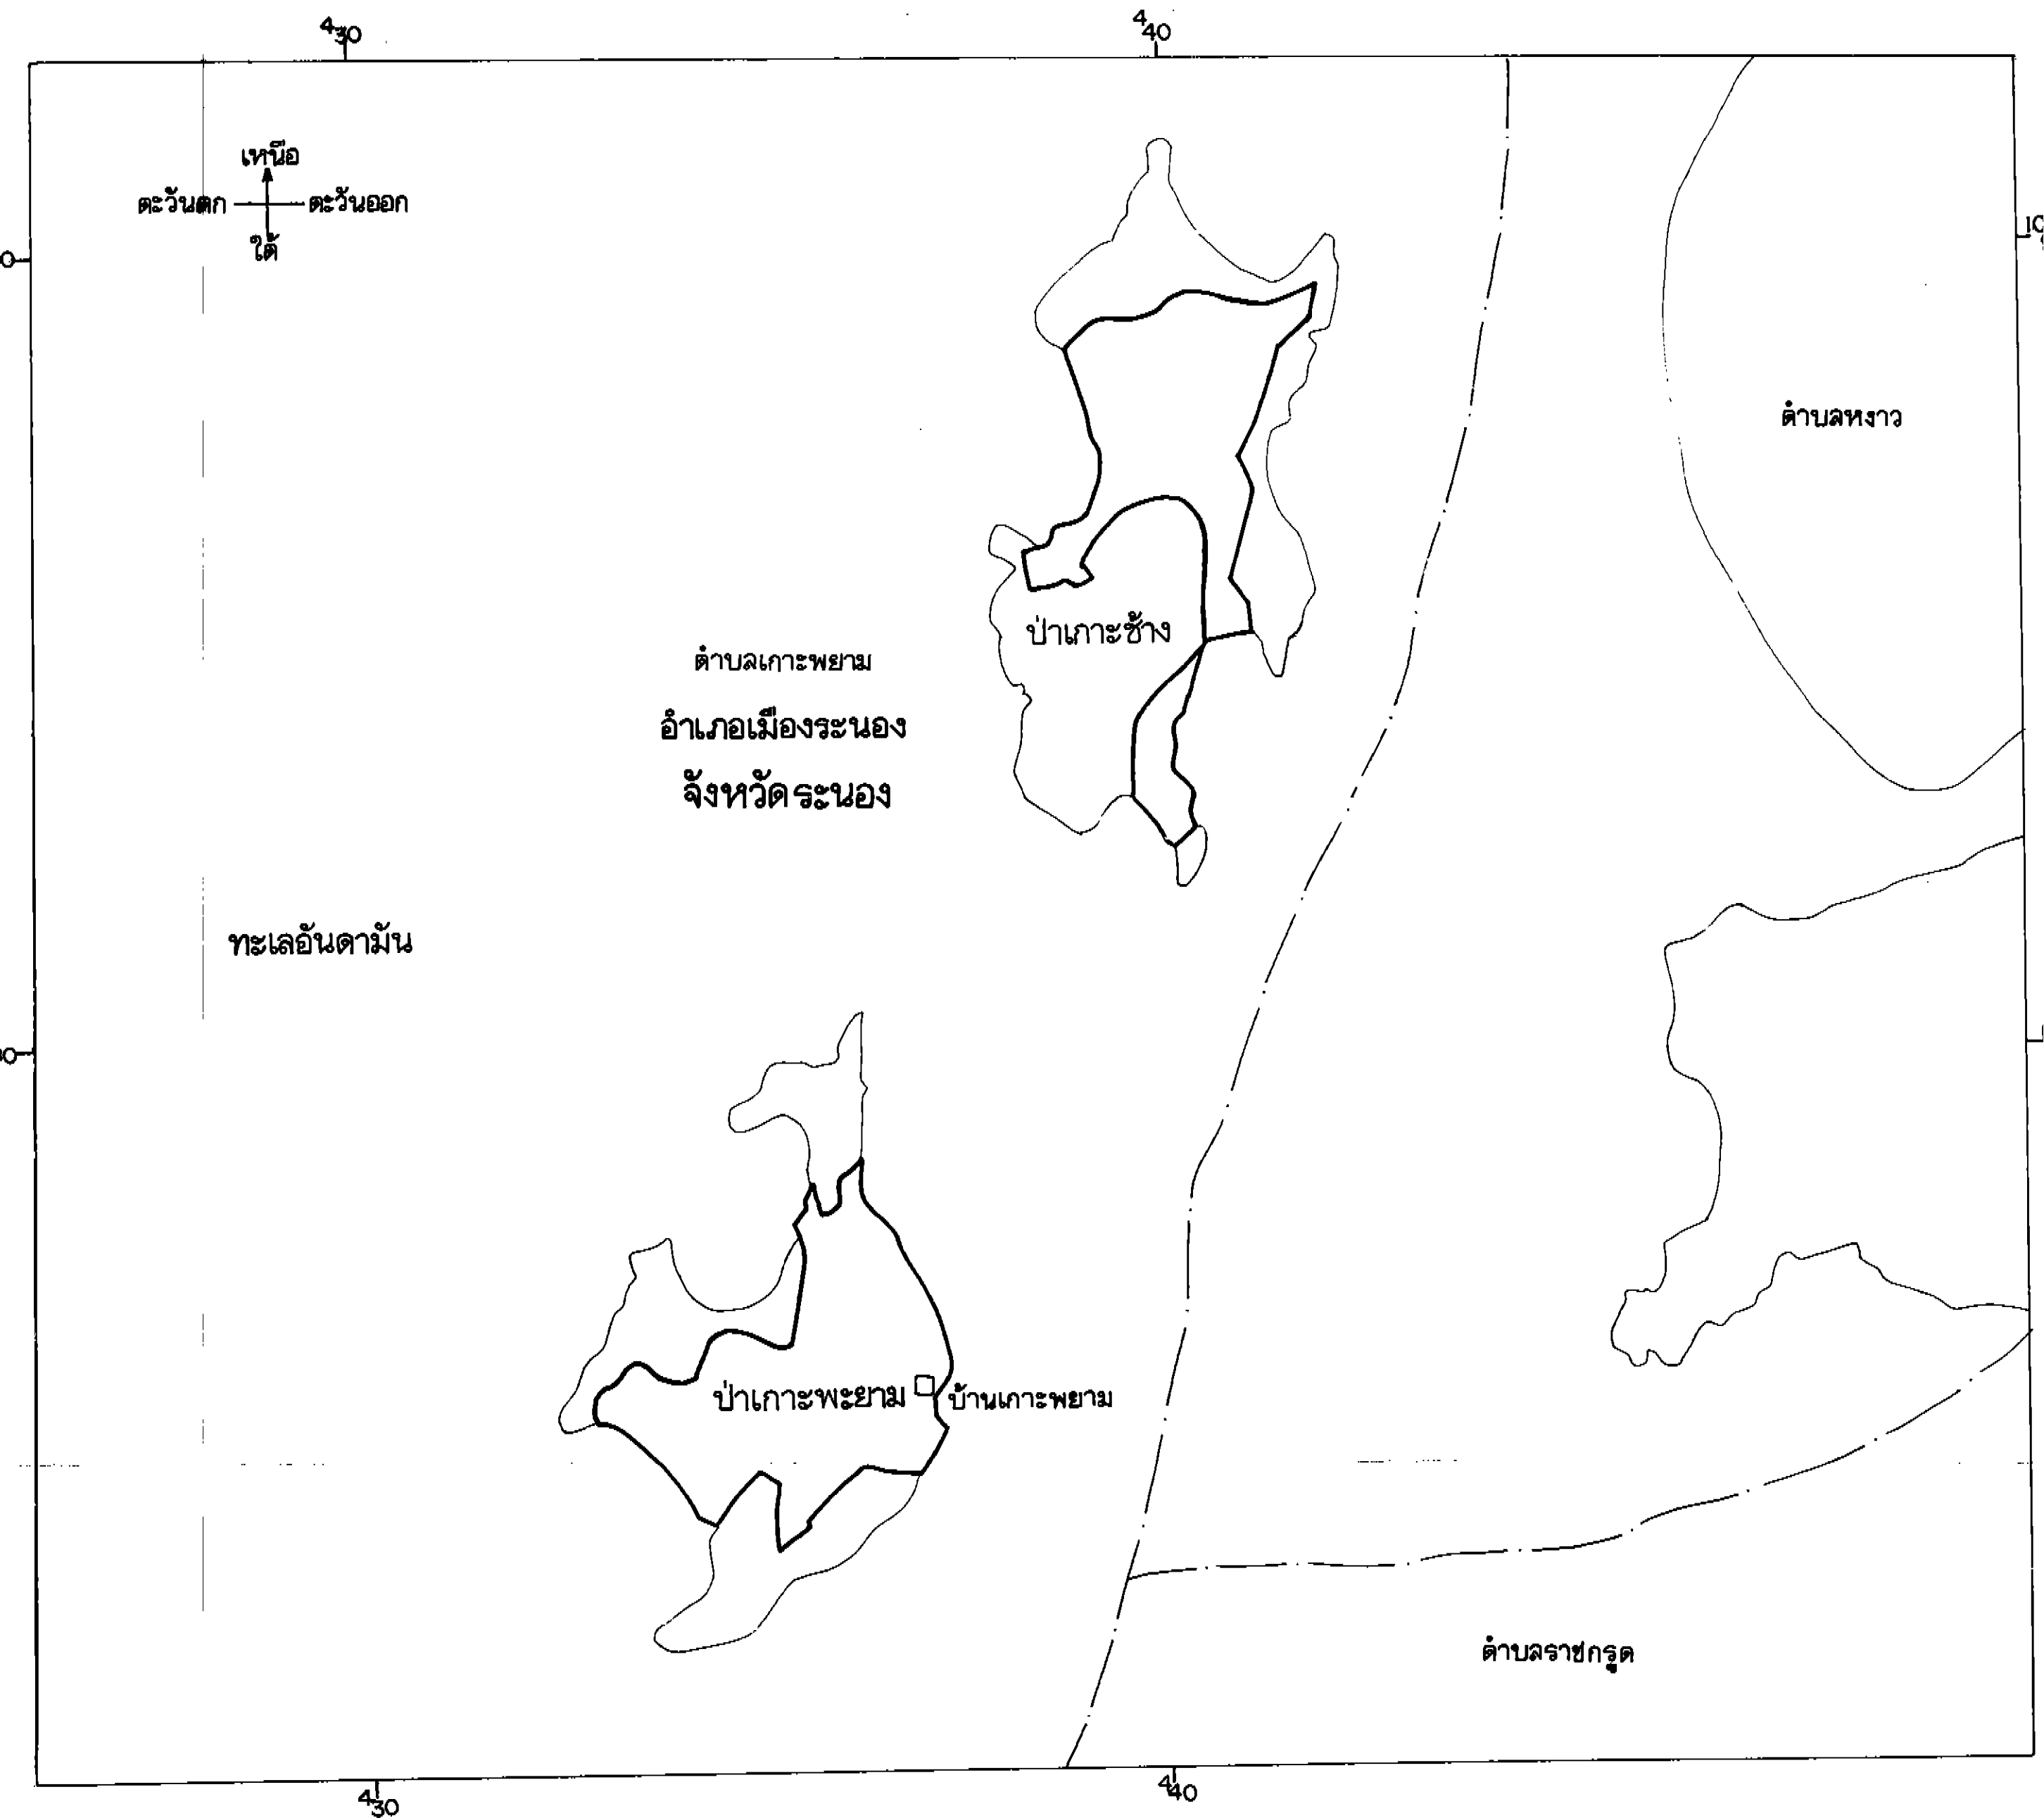 430
440
เหนือ
ตะวันตก ตะวันออก
ใต้
10
ตำบลหงาว
ป่าเกาะช้าง
ตำบลเกาะพยาม
อำเภอเมืองระนอง
จังหวัดระนอง
ทะเลอันดามัน
ป่าเกาะพะยาม
บ้านเกาะพยาม
ตำบลราชกรูด
430
440